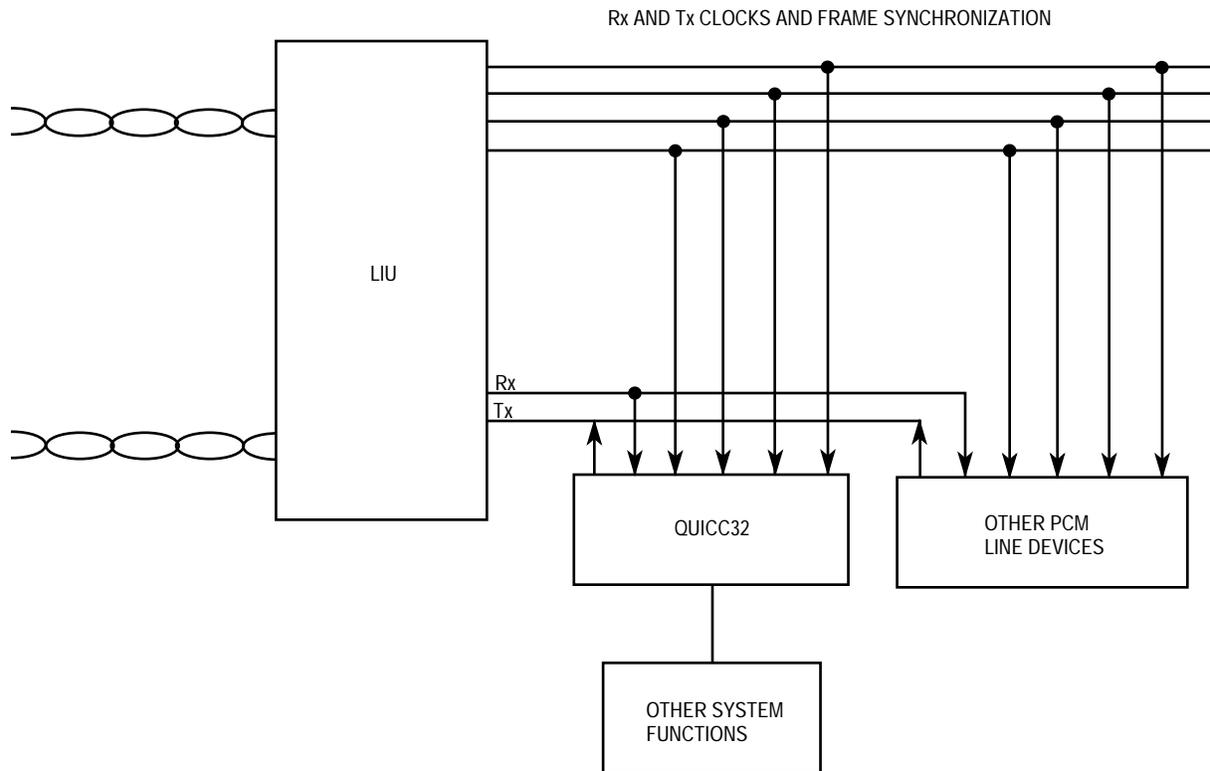 Rx AND Tx CLOCKS AND FRAME SYNCHRONIZATION
LIU
Rx
Tx
QUICC32
OTHER PCM
LINE DEVICES
OTHER SYSTEM
FUNCTIONS